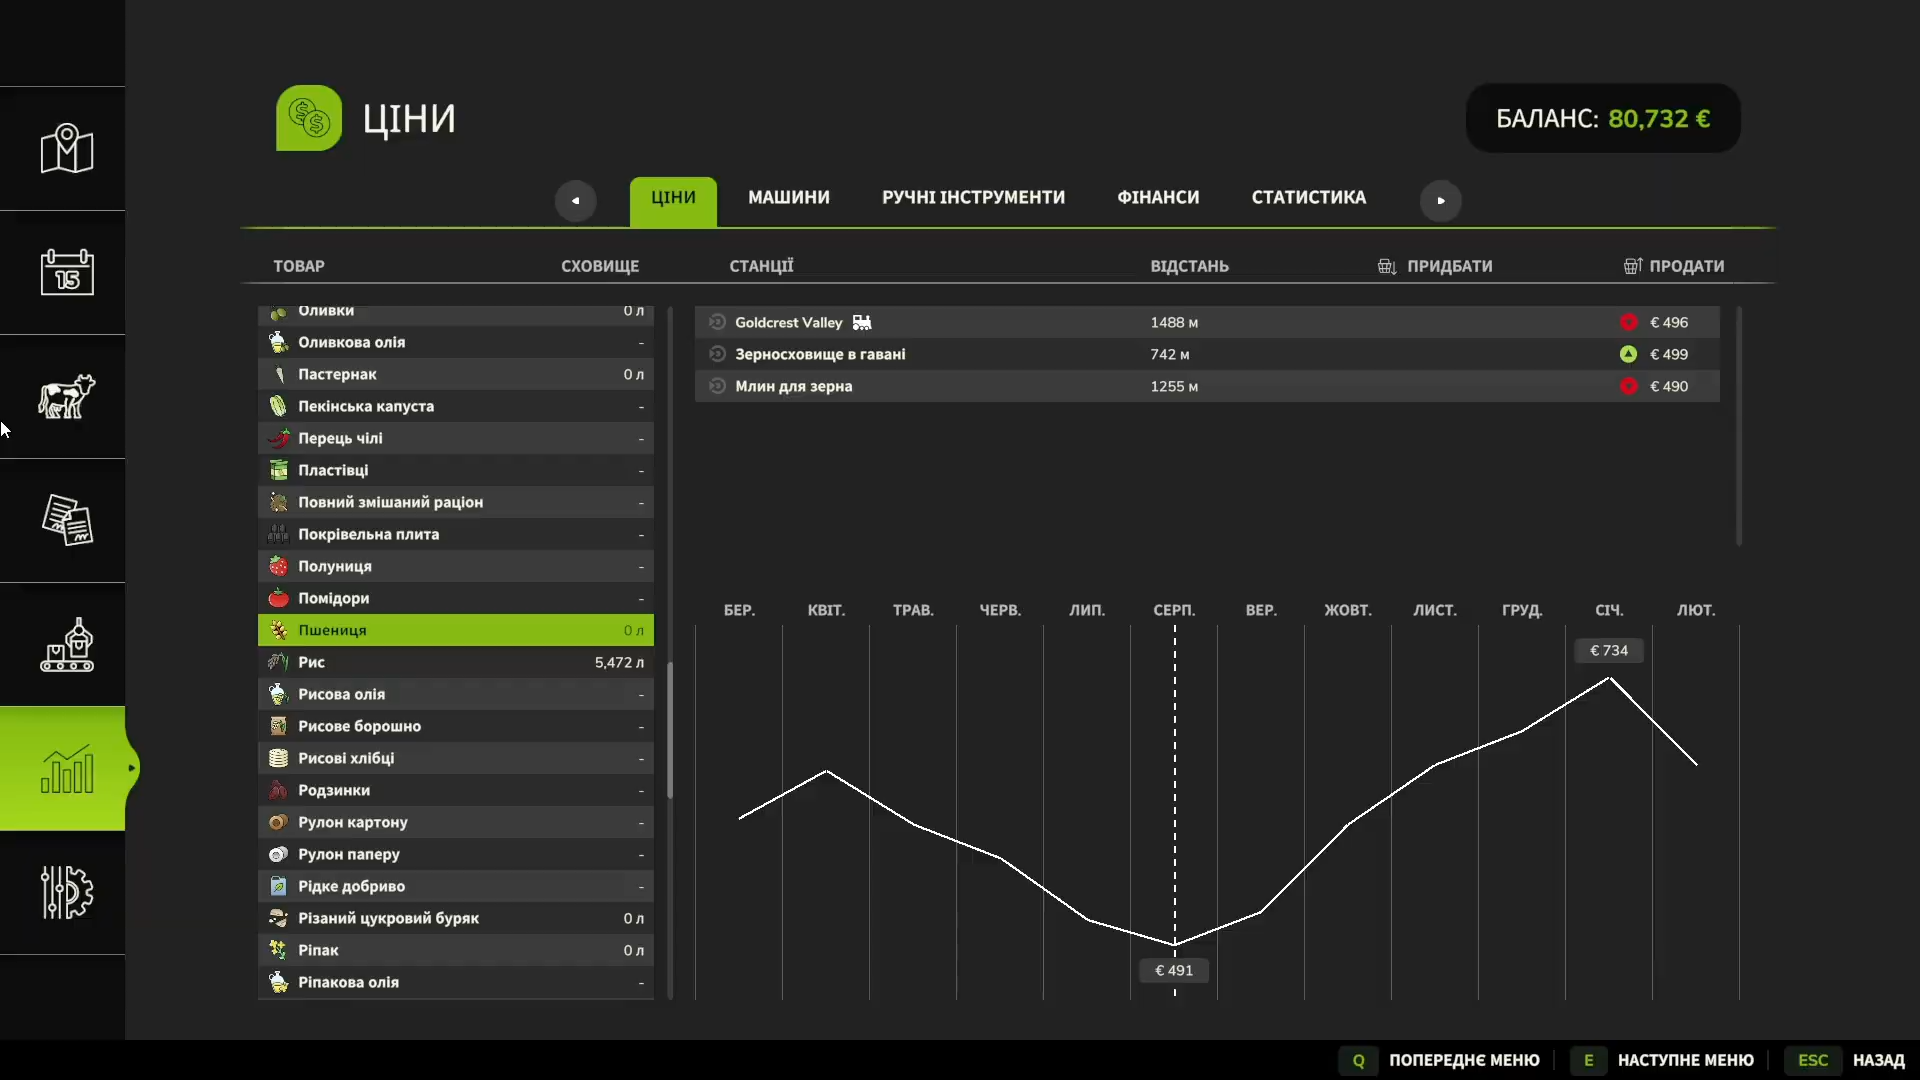 ЦІНИ
БАЛАНС: 80,732 €
ЦІНИ МАШИНИ РУЧНІ ІНСТРУМЕНТИ ФІНАНСИ СТАТИСТИКА
ТОВАР СХОВИЩЕ СТАНЦІЇ ВІДСТАНЬ ПРИДБАТИ ПРОДАТИ
Оливки 0 л
Оливкова олія -
Пастернак 0 л
Пекінська капуста -
Перець чілі -
Пластівці -
Повний змішаний раціон -
Покрівельна плита -
Полуниця -
Помідори -
Пшениця 0 л
Рис 5,472 л
Рисова олія -
Рисове борошно -
Рисові хлібці -
Родзинки -
Рулон картону -
Рулон паперу -
Рідке добриво -
Різаний цукровий буряк 0 л
Ріпак 0 л
Ріпакова олія -
Goldcrest Valley 1488 м € 496
Зерносховище в гавані 742 м € 499
Млин для зерна 1255 м € 490
БЕР. КВІТ. ТРАВ. ЧЕРВ. ЛИП. СЕРП. ВЕР. ЖОВТ. ЛИСТ. ГРУД. СІЧ. ЛЮТ.
€ 734
€ 491
15
Q ПОПЕРЕДНЄ МЕНЮ E НАСТУПНЕ МЕНЮ ESC НАЗАД